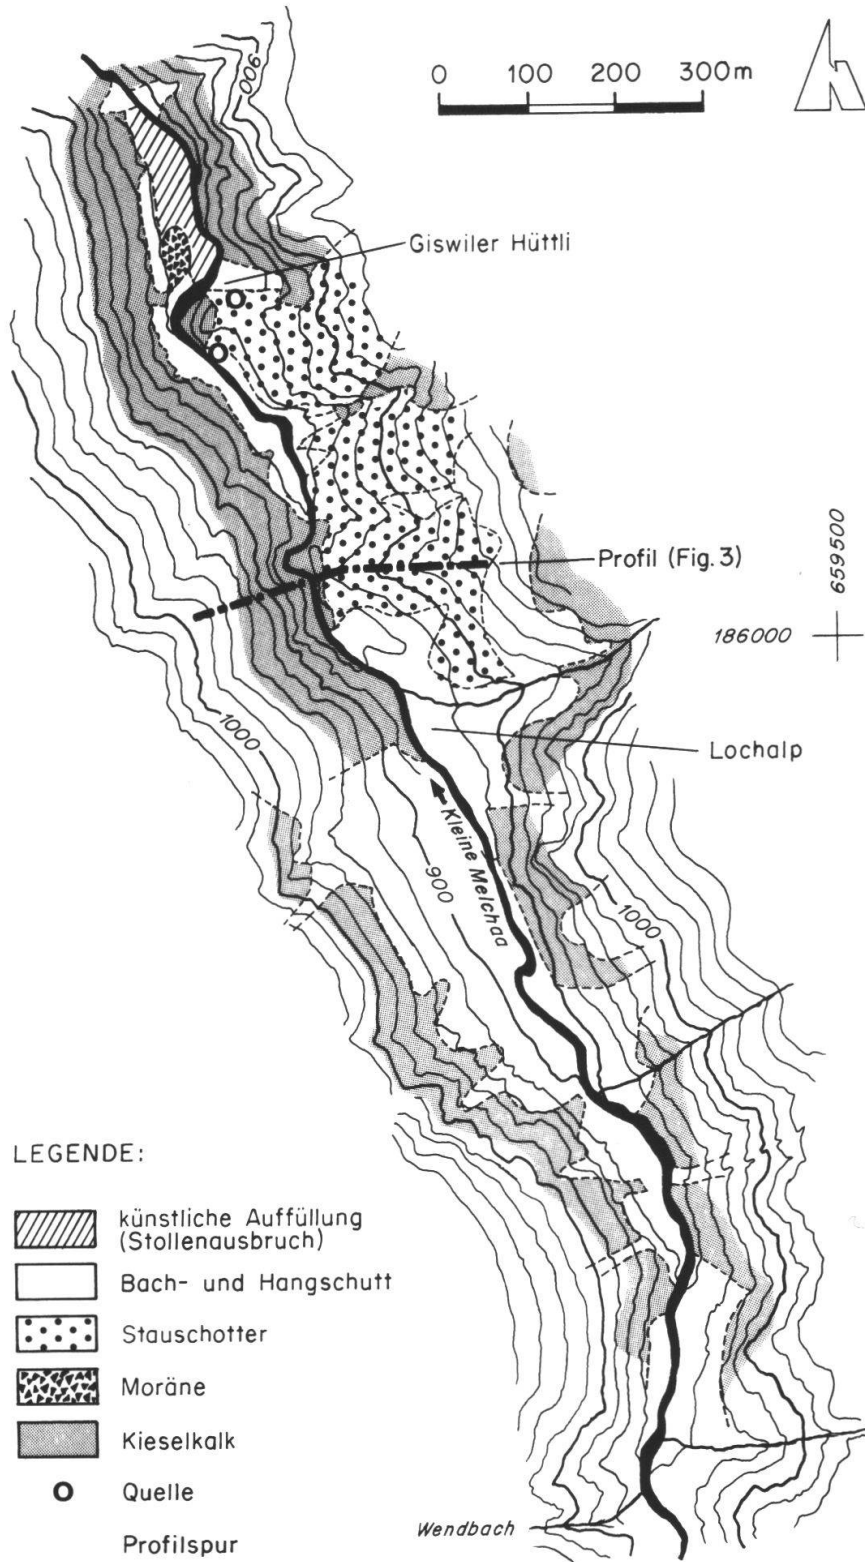 900
0 100 200 300m
Giswiler Hüttli
Profil (Fig. 3)
659500
186000
1000
Lochalp
Kleine Melchaa
900
1000
LEGENDE:
künstliche Auffüllung
(Stollenausbruch)
Bach- und Hangschutt
Stauschotter
Moräne
Kieselkalk
Quelle
Profilspur
Wendbach